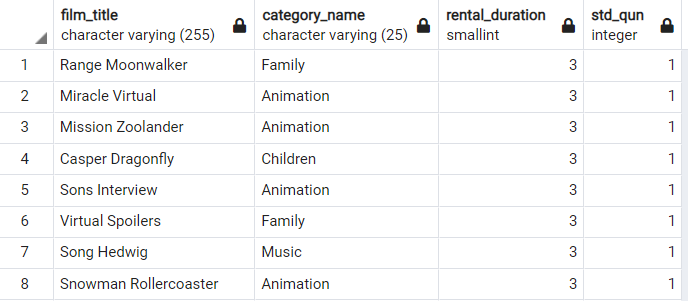 film_title category_name rental_duration std_qun
character varying (255) character varying (25) smallint integer
1 Range Moonwalker Family 3 1
2 Miracle Virtual Animation 3 1
3 Mission Zoolander Animation 3 1
4 Casper Dragonfly Children 3 1
5 Sons Interview Animation 3 1
6 Virtual Spoilers Family 3 1
7 Song Hedwig Music 3 1
8 Snowman Rollercoaster Animation 3 1